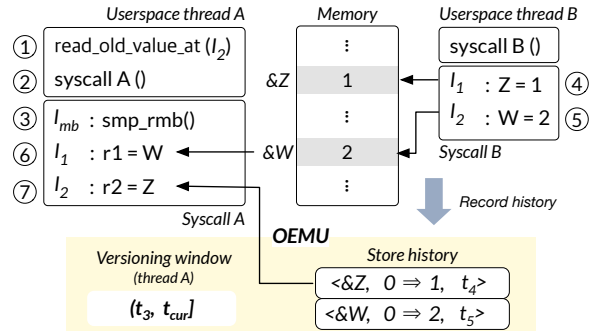 Userspace thread A
① read_old_value_at (I2)
② syscall A ()
③ Imb : smp_rmb()
⑥ I1 : r1 = W
⑦ I2 : r2 = Z
Syscall A
Memory
⋮
&Z 1
⋮
&W 2
⋮
Userspace thread B
syscall B ()
I1 : Z = 1 ④
I2 : W = 2 ⑤
Syscall B
Record history
OEMU
Versioning window
(thread A)
(t3, tcur]
Store history
<&Z, 0 ⇒ 1, t4>
<&W, 0 ⇒ 2, t5>